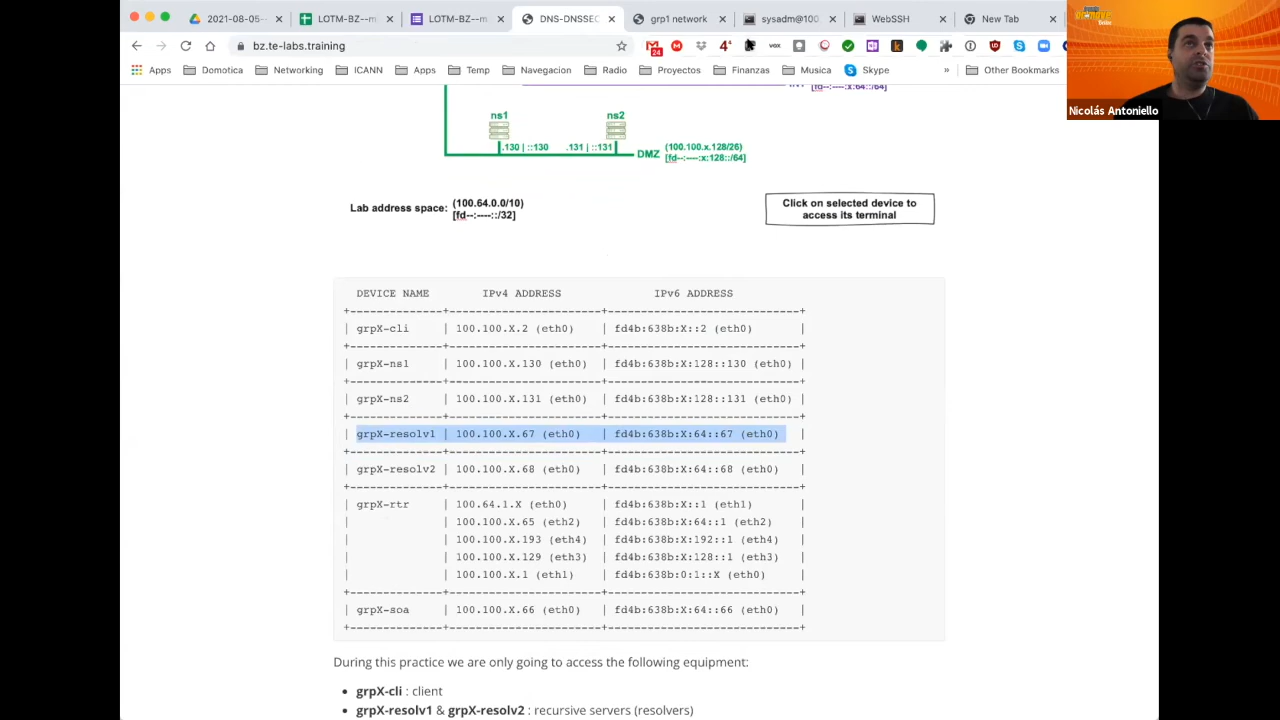 2021-08-05--
LOTM-BZ--m
LOTM-BZ--m
DNS-DNSSEC
grp1 network
sysadm@100
WebSSH
New Tab
bz.te-labs.training
24
vox
Apps
Domotica
Networking
ICANN
Apps
Temp
Navegacion
Radio
Proyectos
Finanzas
Musica
Skype
»
Other Bookmarks
Nicolás Antoniello
[fd--:----:x:64::/64]
ns1
ns2
.130 | ::130
.131 | ::131
DMZ
(100.100.x.128/26)
[fd--:----:x:128::/64]
Lab address space:
(100.64.0.0/10)
[fd--:----::/32]
Click on selected device to
access its terminal
DEVICE NAME IPv4 ADDRESS IPv6 ADDRESS
+--------------+---------------------+----------------------------+
| grpX-cli | 100.100.X.2 (eth0) | fd4b:638b:X::2 (eth0) |
+--------------+---------------------+----------------------------+
| grpX-ns1 | 100.100.X.130 (eth0) | fd4b:638b:X:128::130 (eth0) |
+--------------+---------------------+----------------------------+
| grpX-ns2 | 100.100.X.131 (eth0) | fd4b:638b:X:128::131 (eth0) |
+--------------+---------------------+----------------------------+
| grpX-resolv1 | 100.100.X.67 (eth0) | fd4b:638b:X:64::67 (eth0) |
+--------------+---------------------+----------------------------+
| grpX-resolv2 | 100.100.X.68 (eth0) | fd4b:638b:X:64::68 (eth0) |
+--------------+---------------------+----------------------------+
| grpX-rtr | 100.64.1.X (eth0) | fd4b:638b:X::1 (eth1) |
| | 100.100.X.65 (eth2) | fd4b:638b:X:64::1 (eth2) |
| | 100.100.X.193 (eth4) | fd4b:638b:X:192::1 (eth4) |
| | 100.100.X.129 (eth3) | fd4b:638b:X:128::1 (eth3) |
| | 100.100.X.1 (eth1) | fd4b:638b:0:1::X (eth0) |
+--------------+---------------------+----------------------------+
| grpX-soa | 100.100.X.66 (eth0) | fd4b:638b:X:64::66 (eth0) |
+--------------+---------------------+----------------------------+
During this practice we are only going to access the following equipment:
• grpX-cli : client
• grpX-resolv1 & grpX-resolv2 : recursive servers (resolvers)